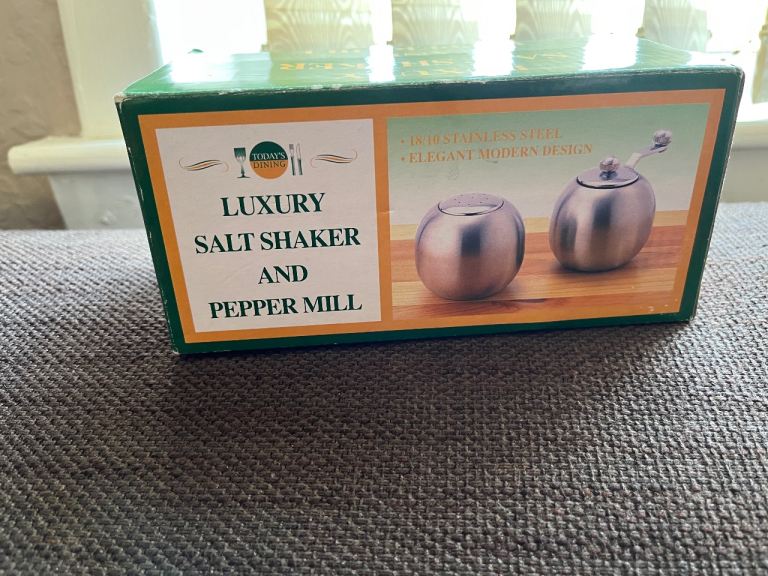 TODAY'S
DINING
LUXURY
SALT SHAKER
AND
PEPPER MILL
• 18/10 STAINLESS STEEL
• ELEGANT MODERN DESIGN